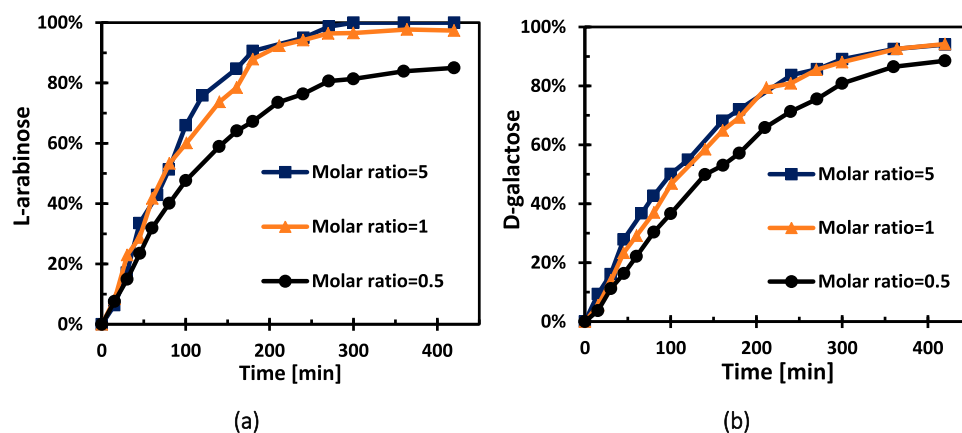 100%
80%
60%
40%
20%
0%
L-arabinose
Molar ratio=5
Molar ratio=1
Molar ratio=0.5
0
100
200
300
400
Time [min]
(a)
100%
80%
60%
40%
20%
0%
D-galactose
Molar ratio=5
Molar ratio=1
Molar ratio=0.5
0
100
200
300
400
Time [min]
(b)